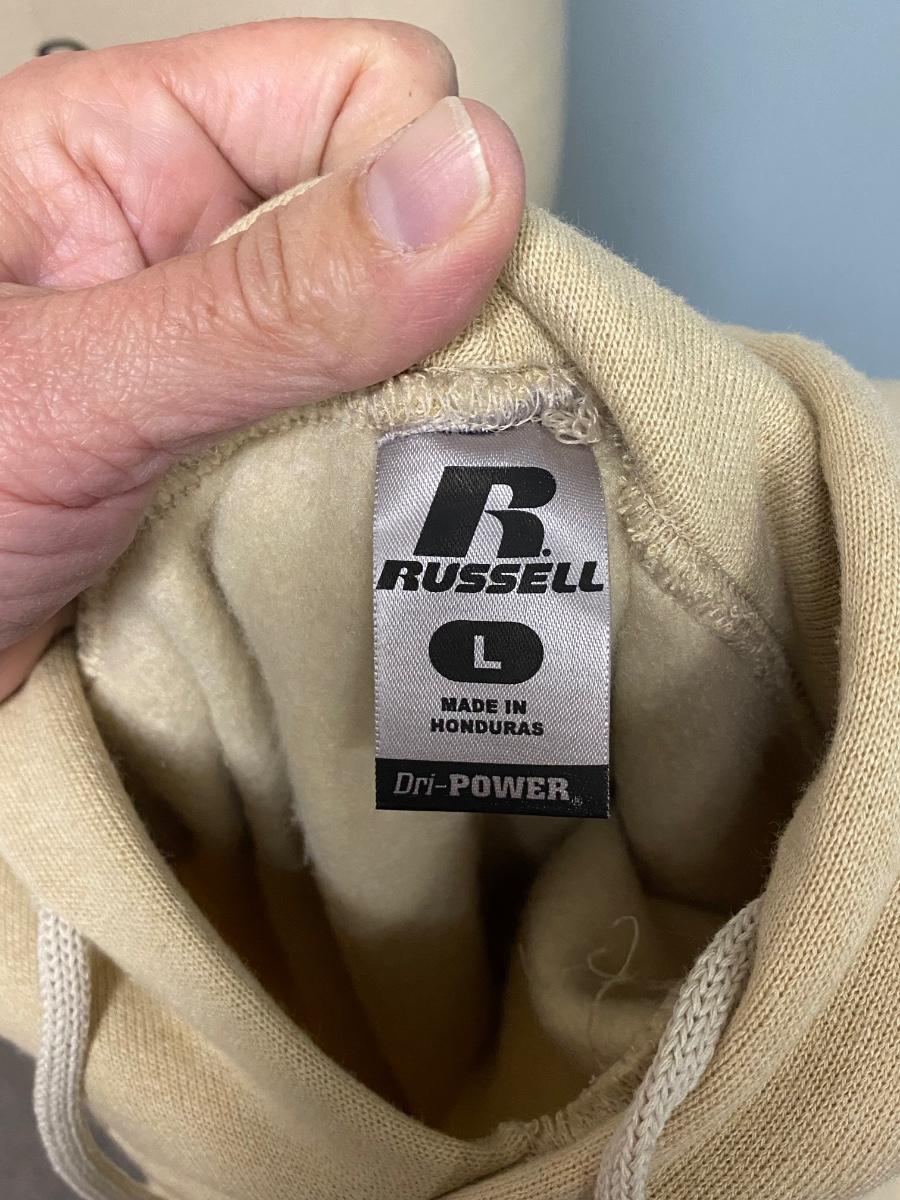 R.
RUSSELL
L
MADE IN
HONDURAS
Dri-POWER®